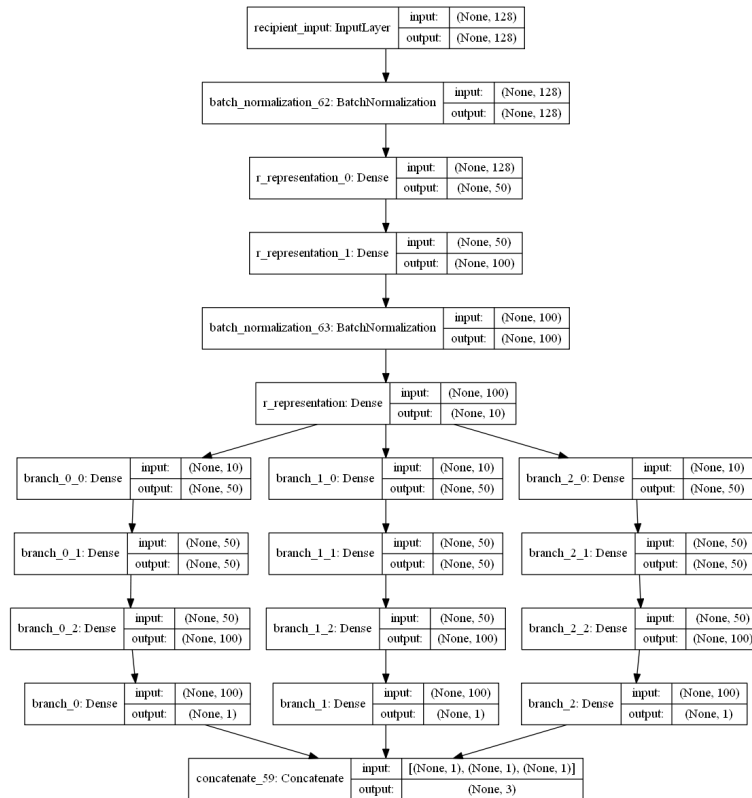 recipient_input: InputLayer input: (None, 128)
output: (None, 128)
batch_normalization_62: BatchNormalization input: (None, 128)
output: (None, 128)
r_representation_0: Dense input: (None, 128)
output: (None, 50)
r_representation_1: Dense input: (None, 50)
output: (None, 100)
batch_normalization_63: BatchNormalization input: (None, 100)
output: (None, 100)
r_representation: Dense input: (None, 100)
output: (None, 10)
branch_0_0: Dense input: (None, 10)
output: (None, 50)
branch_1_0: Dense input: (None, 10)
output: (None, 50)
branch_2_0: Dense input: (None, 10)
output: (None, 50)
branch_0_1: Dense input: (None, 50)
output: (None, 50)
branch_1_1: Dense input: (None, 50)
output: (None, 50)
branch_2_1: Dense input: (None, 50)
output: (None, 50)
branch_0_2: Dense input: (None, 50)
output: (None, 100)
branch_1_2: Dense input: (None, 50)
output: (None, 100)
branch_2_2: Dense input: (None, 50)
output: (None, 100)
branch_0: Dense input: (None, 100)
output: (None, 1)
branch_1: Dense input: (None, 100)
output: (None, 1)
branch_2: Dense input: (None, 100)
output: (None, 1)
concatenate_59: Concatenate input: [(None, 1), (None, 1), (None, 1)]
output: (None, 3)